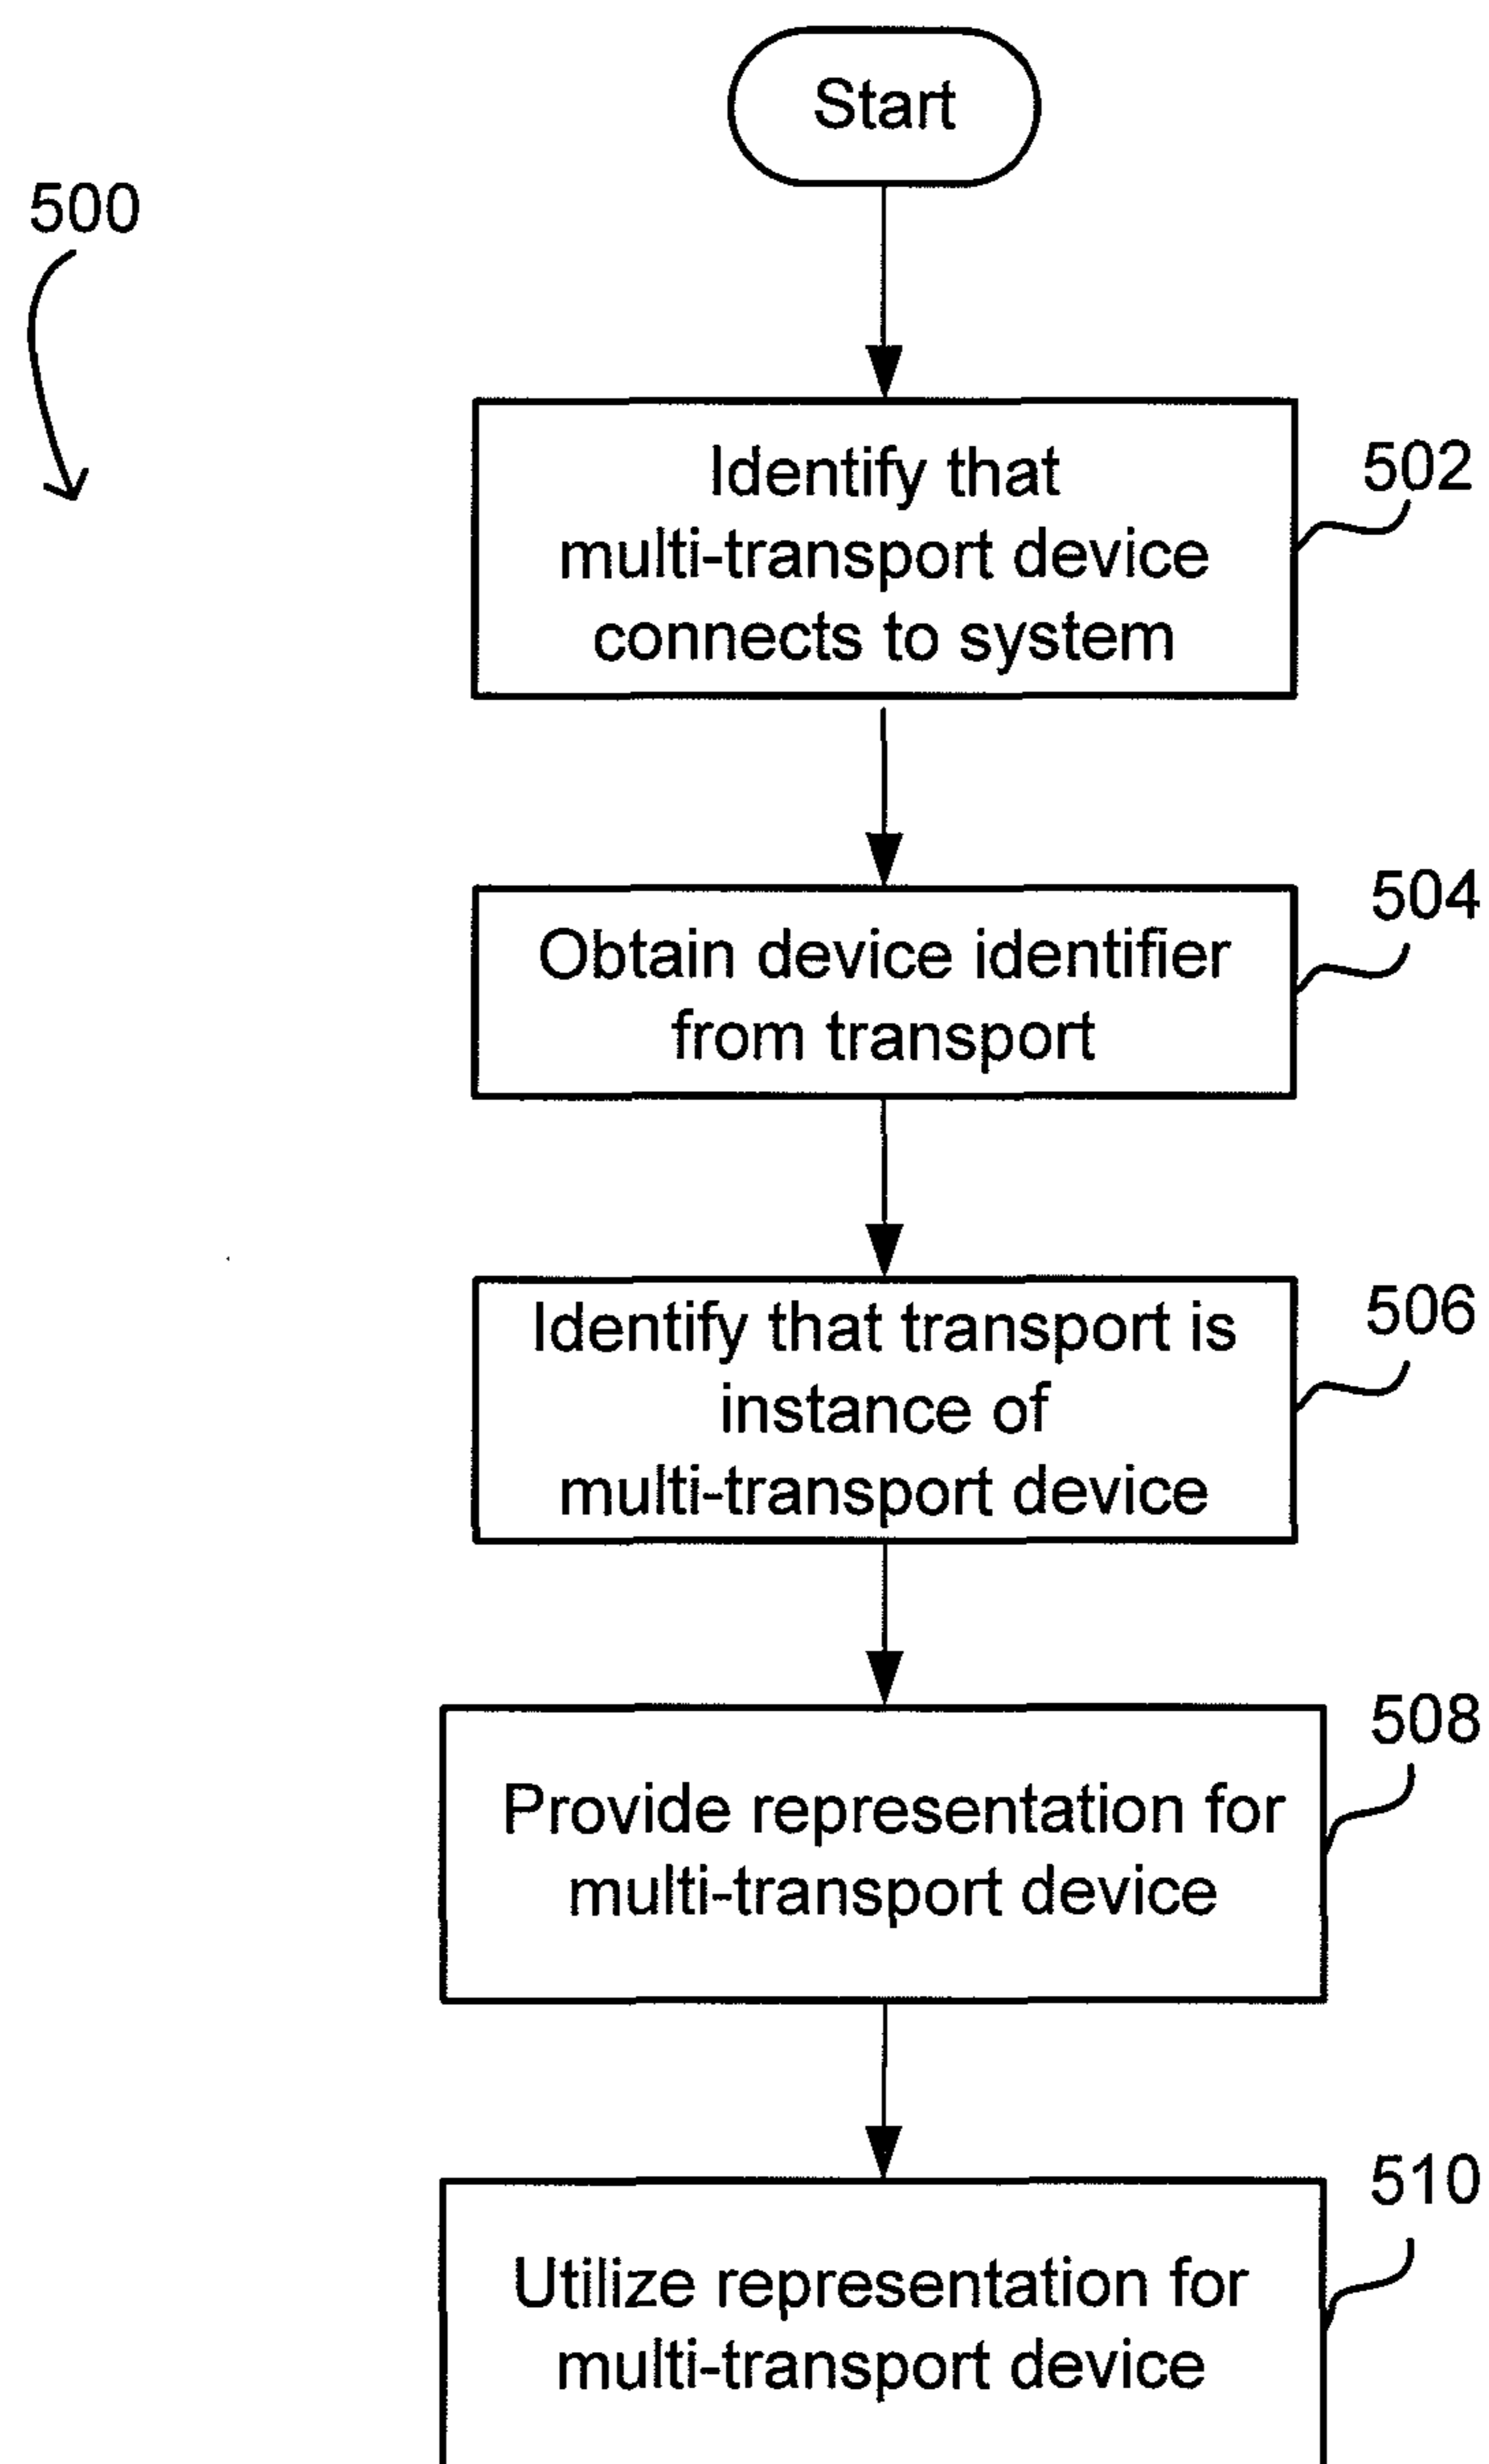 Start
500
Identify that
multi-transport device
connects to system
502
Obtain device identifier
from transport
504
Identify that transport is
instance of
multi-transport device
506
Provide representation for
multi-transport device
508
Utilize representation for
multi-transport device
510